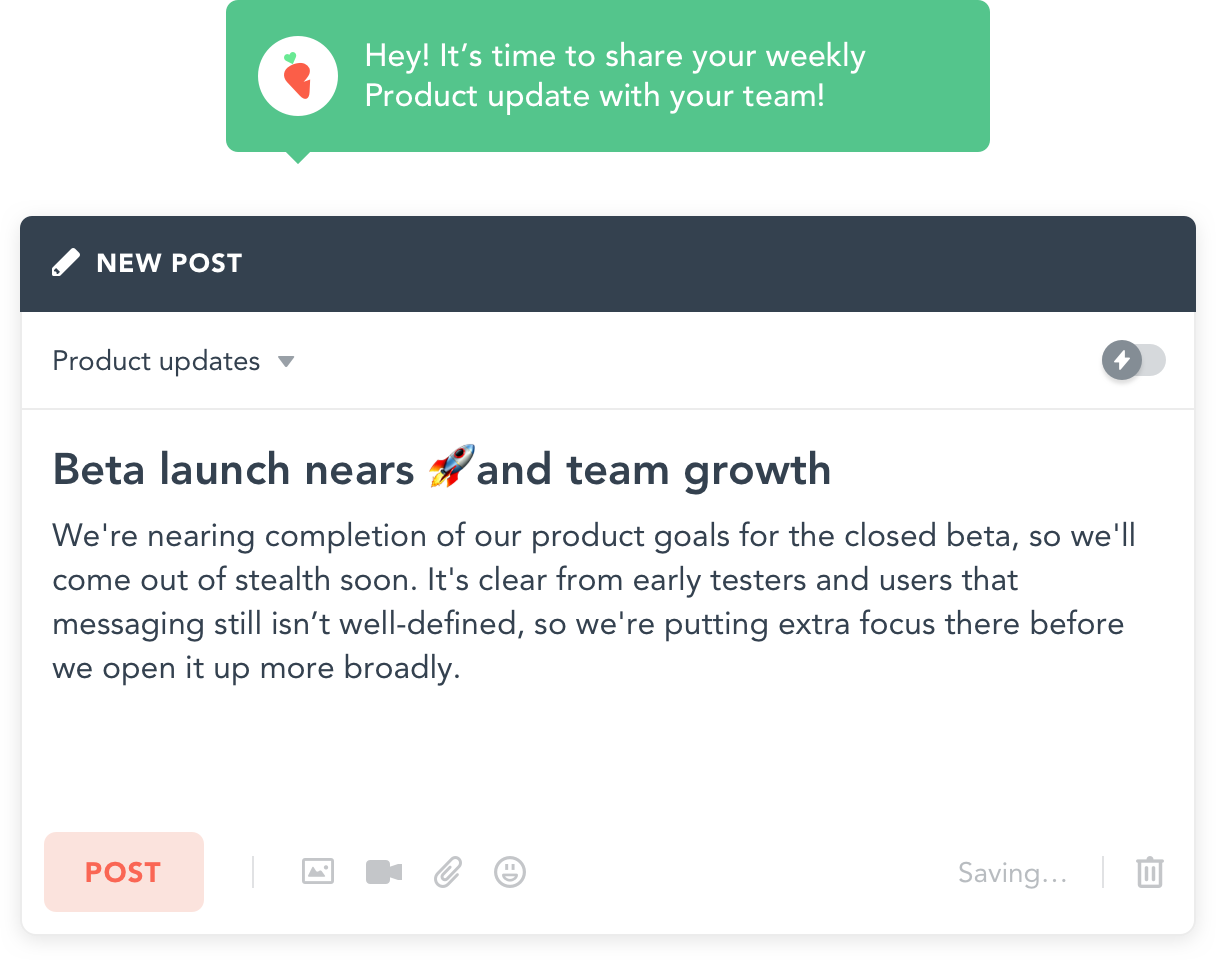 Hey! It’s time to share your weekly
Product update with your team!
NEW POST
Product updates
Beta launch nears 🚀and team growth
We're nearing completion of our product goals for the closed beta, so we'll
come out of stealth soon. It's clear from early testers and users that
messaging still isn’t well-defined, so we're putting extra focus there before
we open it up more broadly.
POST
Saving...